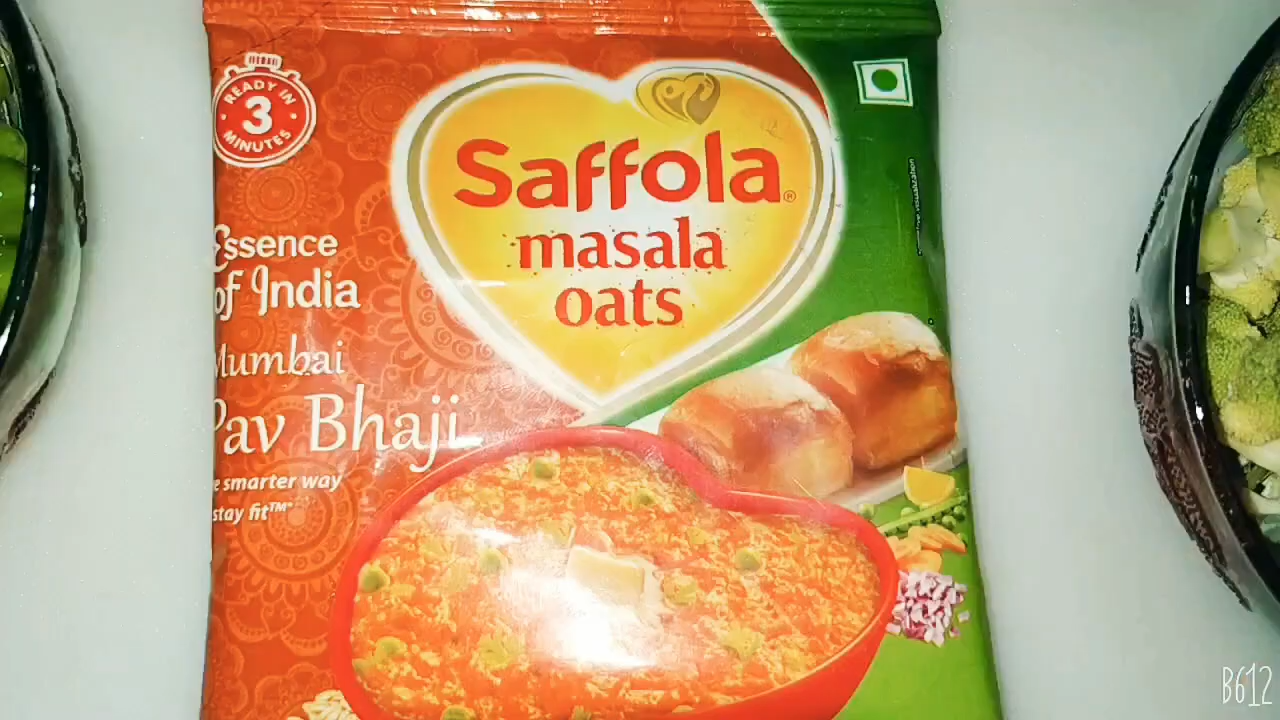 READY IN
3
MINUTES
Saffola®
masala
oats
Essence
of India
Mumbai
Pav Bhaji
smarter way
stay fit™
B612